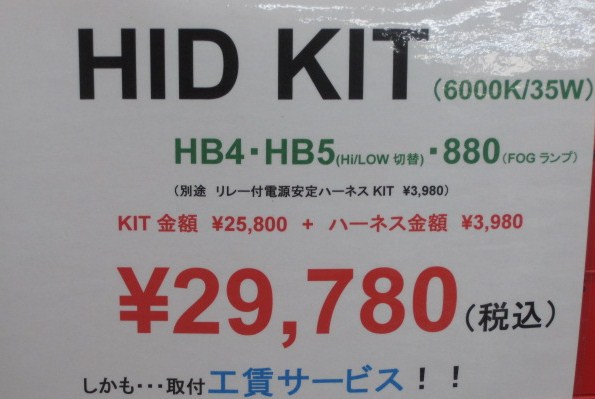 HID KIT (6000K/35W)
HB4・HB5(Hi/LOW 切替)・880(FOG ランプ)
(別途 リレー付電源安定ハーネス KIT ¥3,980)
KIT 金額 ¥25,800 + ハーネス金額 ¥3,980
¥29,780(税込)
しかも・・・取付工賃サービス!!